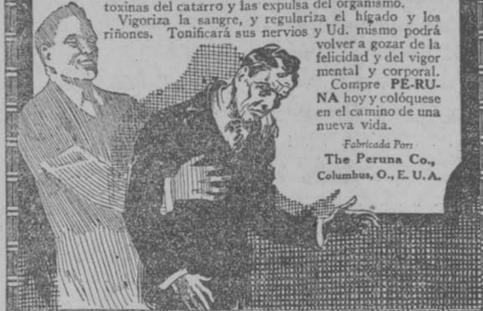 toxinas del catarro y las expulsa del organismo.
Vigoriza la sangre, y regulariza el hígado y los
riñones. Tonificará sus nervios y Ud. mismo podrá
volver a gozar de la
felicidad y del vigor
mental y corporal.
Compre PE-RU-
NA hoy y colóquese
en el camino de una
nueva vida.
Fabricada Por:
The Peruna Co.,
Columbus, O., E. U. A.